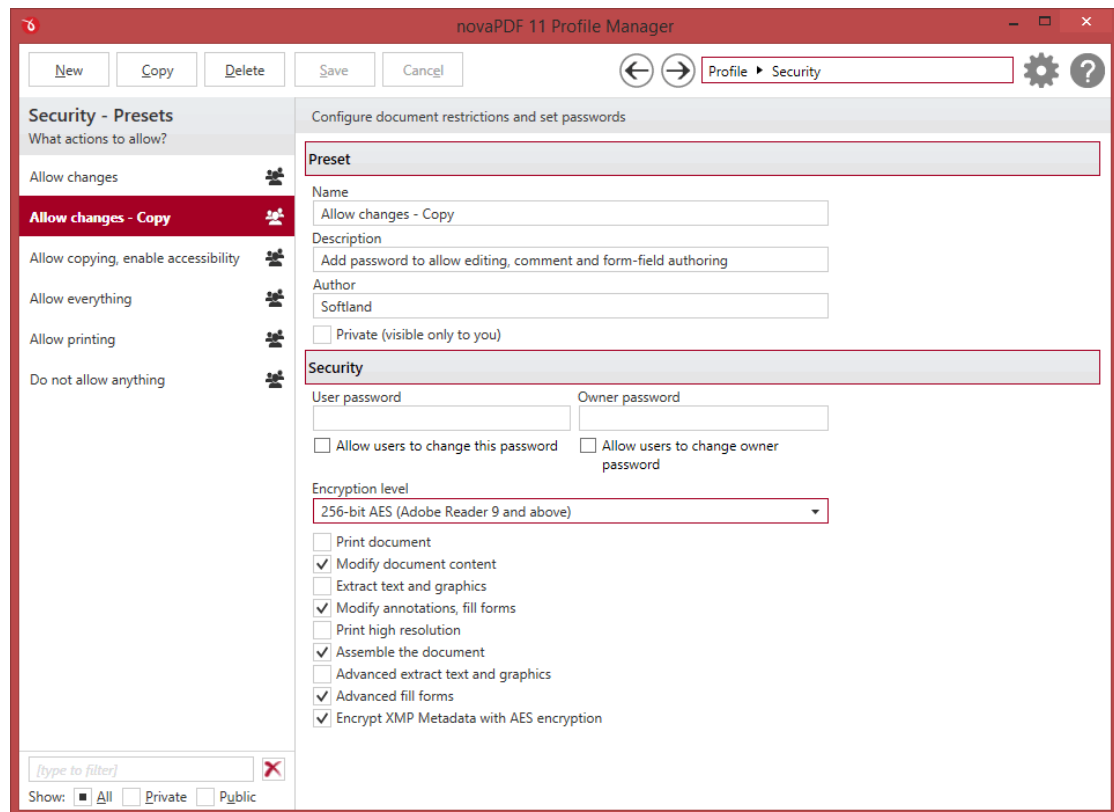 novaPDF 11 Profile Manager
New Copy Delete Save Cancel Profile Security
Security - Presets
What actions to allow?
Allow changes
Allow changes - Copy
Allow copying, enable accessibility
Allow everything
Allow printing
Do not allow anything
[type to filter]
Show: All Private Public
Configure document restrictions and set passwords
Preset
Name
Allow changes - Copy
Description
Add password to allow editing, comment and form-field authoring
Author
Softland
Private (visible only to you)
Security
User password Owner password
Allow users to change this password Allow users to change owner
password
Encryption level
256-bit AES (Adobe Reader 9 and above)
Print document
Modify document content
Extract text and graphics
Modify annotations, fill forms
Print high resolution
Assemble the document
Advanced extract text and graphics
Advanced fill forms
Encrypt XMP Metadata with AES encryption